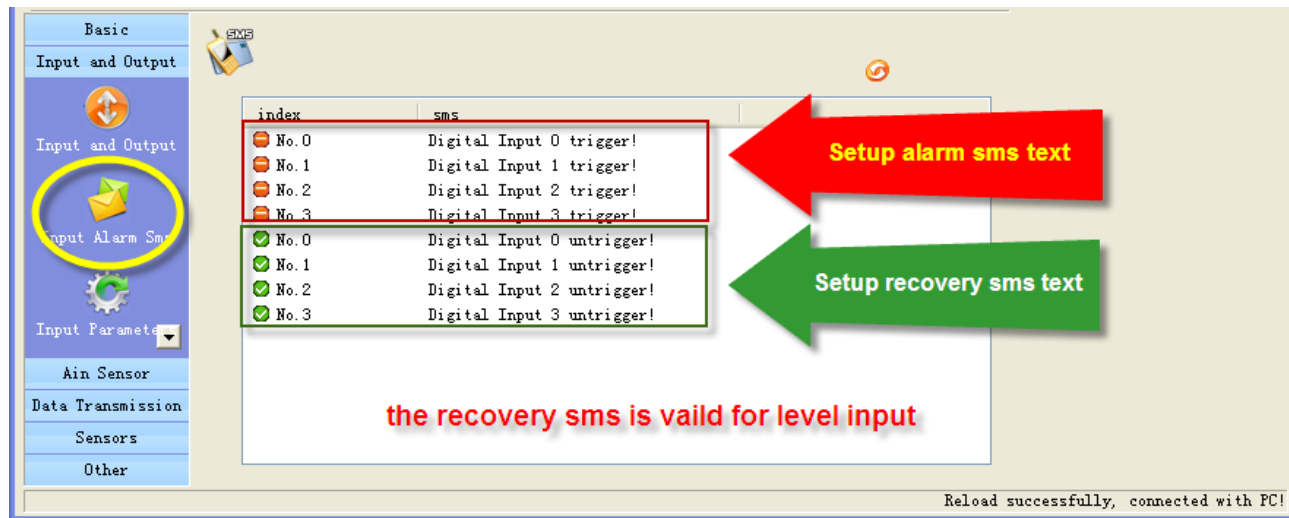 Basic
SMS
Input and Output
index sms
Input and Output
No.0 Digital Input 0 trigger!
No.1 Digital Input 1 trigger!
No.2 Digital Input 2 trigger!
No.3 Digital Input 3 trigger!
Setup alarm sms text
Input Alarm Sms
No.0 Digital Input 0 untrigger!
No.1 Digital Input 1 untrigger!
No.2 Digital Input 2 untrigger!
No.3 Digital Input 3 untrigger!
Setup recovery sms text
Input Paramete
Ain Sensor
Data Transmission
Sensors
Other
the recovery sms is vaild for level input
Reload successfully, connected with PC!